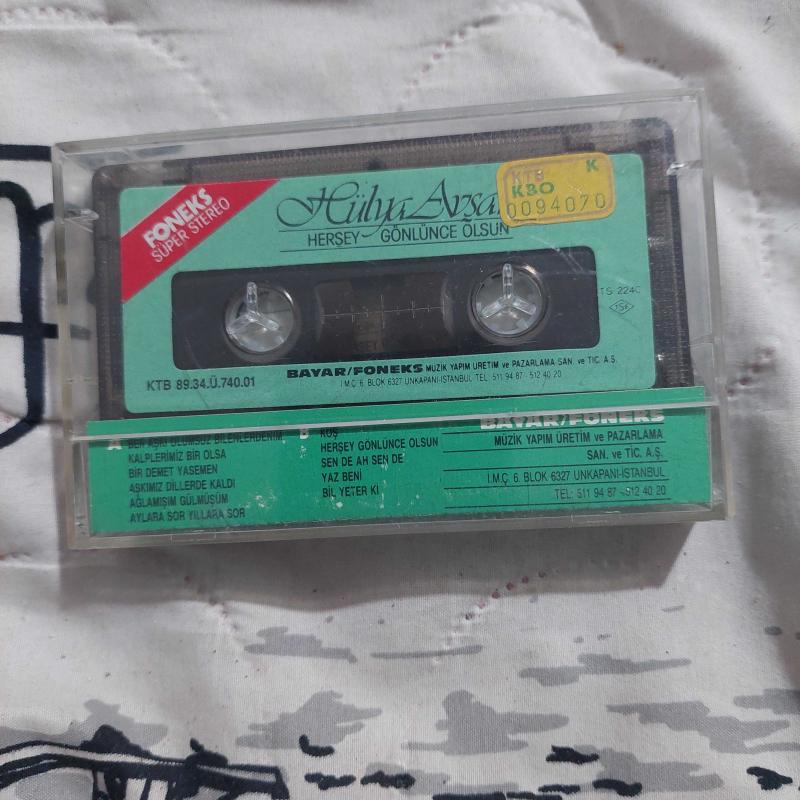 FONEKS
SUPER STEREO
Hülya Avşar
HERŞEY GÖNLÜNCE OLSUN
KTB K
KBO
0094070
TS 2240
TSE
KTB 89.34.Ü.740.01
BAYAR/FONEKS MÜZİK YAPIM ÜRETİM ve PAZARLAMA SAN. ve TİC. A.Ş.
İ.M.Ç. 6. BLOK 6327 UNKAPANI-İSTANBUL TEL: 511 94 87 - 512 40 20
A BEN AŞKI ÖLÜMSÜZ BİLENLERDENİM
KALPLERİMİZ BİR OLSA
BİR DEMET YASEMEN
AŞKIMIZ DİLLERDE KALDI
AĞLAMIŞIM GÜLMÜŞÜM
AYLARA SOR YILLARA SOR
B KUŞ
HERŞEY GÖNLÜNCE OLSUN
SEN DE AH SEN DE
YAZ BENİ
BİL YETER Kİ
BAYAR/FONEKS
MÜZİK YAPIM ÜRETİM ve PAZARLAMA
SAN. ve TİC. A.Ş.
İ.M.Ç. 6. BLOK 6327 UNKAPANI-İSTANBUL
TEL: 511 94 87 - 512 40 20